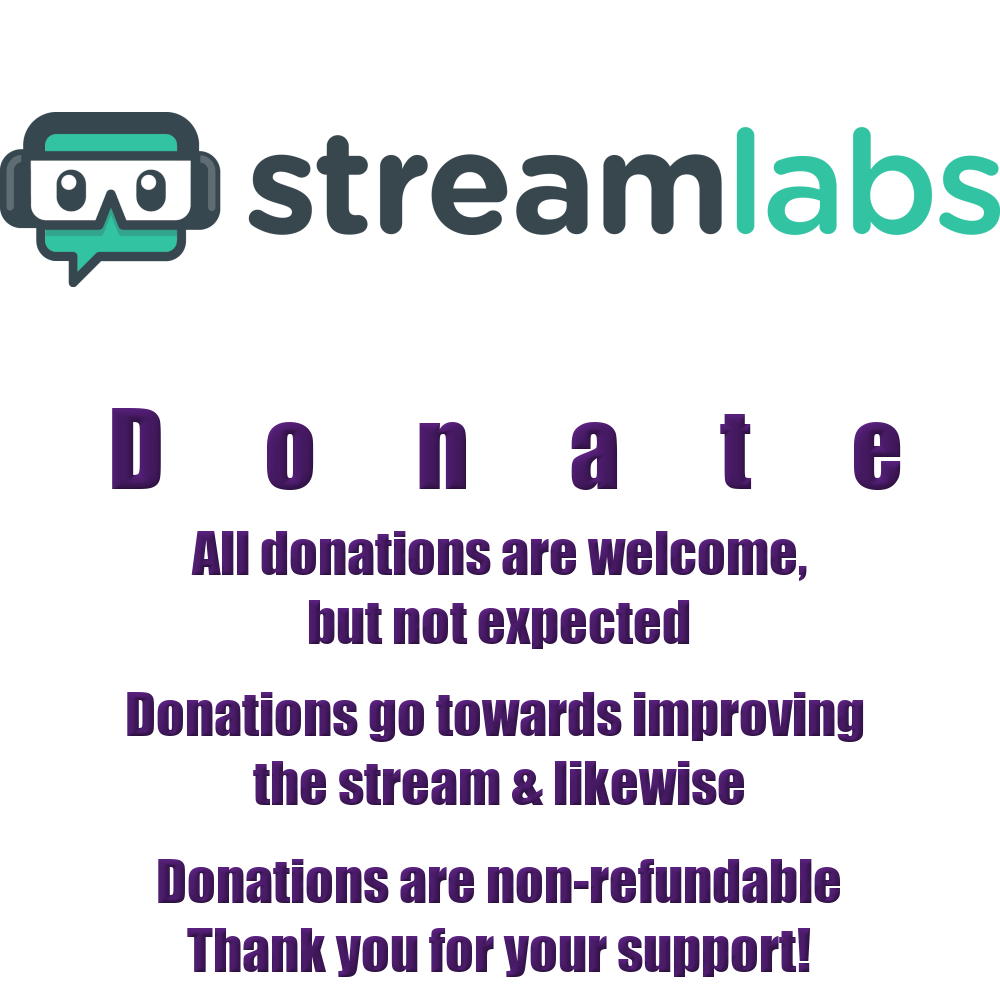 streamlabs
Donate
All donations are welcome,
but not expected
Donations go towards improving
the stream & likewise
Donations are non-refundable
Thank you for your support!